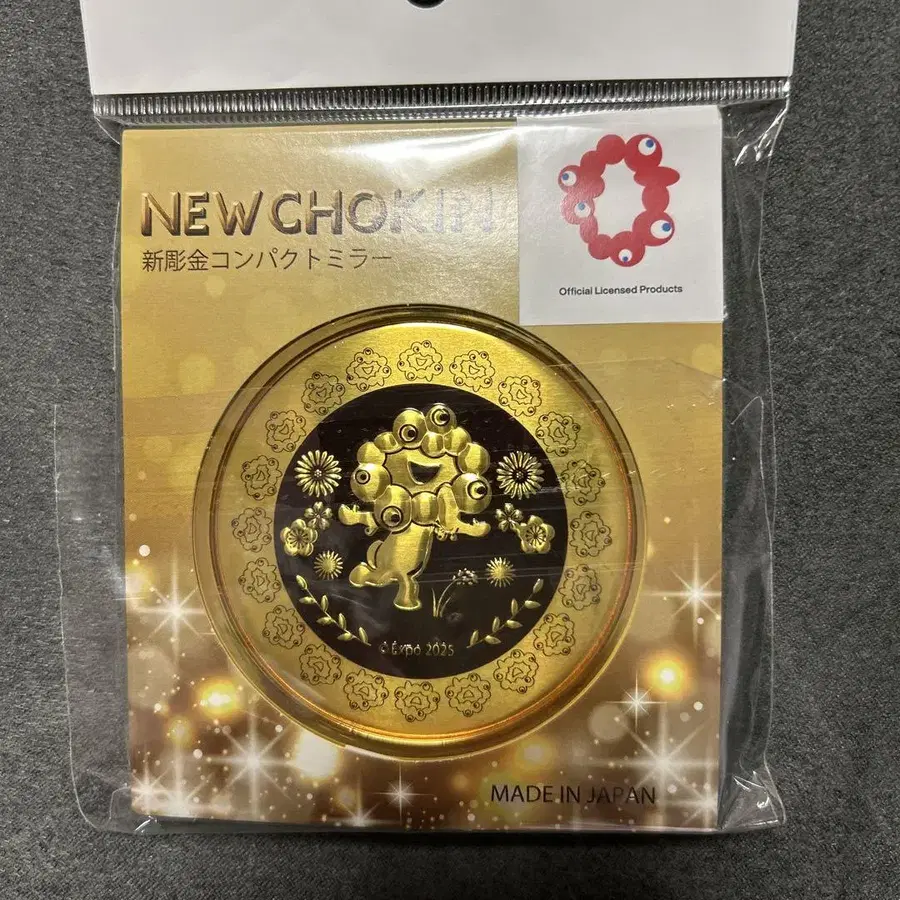 NEW CHOKIN
新彫金コンパクトミラー
Official Licensed Products
©Expo 2025
MADE IN JAPAN